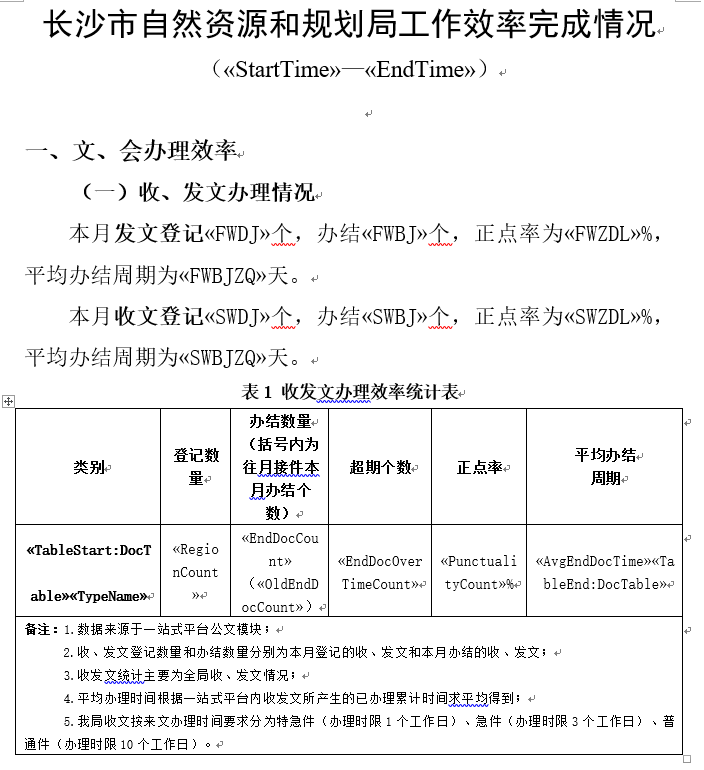 长沙市自然资源和规划局工作效率完成情况
（«StartTime»—«EndTime»）
一、文、会办理效率
（一）收、发文办理情况
本月发文登记«FWDJ»个，办结«FWBJ»个，正点率为«FWZDL»%，
平均办结周期为«FWBJZQ»天。
本月收文登记«SWDJ»个，办结«SWBJ»个，正点率为«SWZDL»%，
平均办结周期为«SWBJZQ»天。
表 1 收发文办理效率统计表
类别
登记数
量
办结数量
（括号内为
往月接件本
月办结个
数）
超期个数
正点率
平均办结
周期
«TableStart:DocT
able»«TypeName»
«Regio
nCount
»
«EndDocCou
nt»
（«OldEndD
ocCount»）
«EndDocOver
TimeCount»
«Punctuali
tyCount»%
«AvgEndDocTime»«Ta
bleEnd:DocTable»
备注：1.数据来源于一站式平台公文模块；
2.收、发文登记数量和办结数量分别为本月登记的收、发文和本月办结的收、发文；
3.收发文统计主要为全局收、发文情况；
4.平均办理时间根据一站式平台内收发文所产生的已办理累计时间求平均得到；
5.我局收文按来文办理时间要求分为特急件（办理时限 1 个工作日）、急件（办理时限 3 个工作日）、普
通件（办理时限 10 个工作日）。